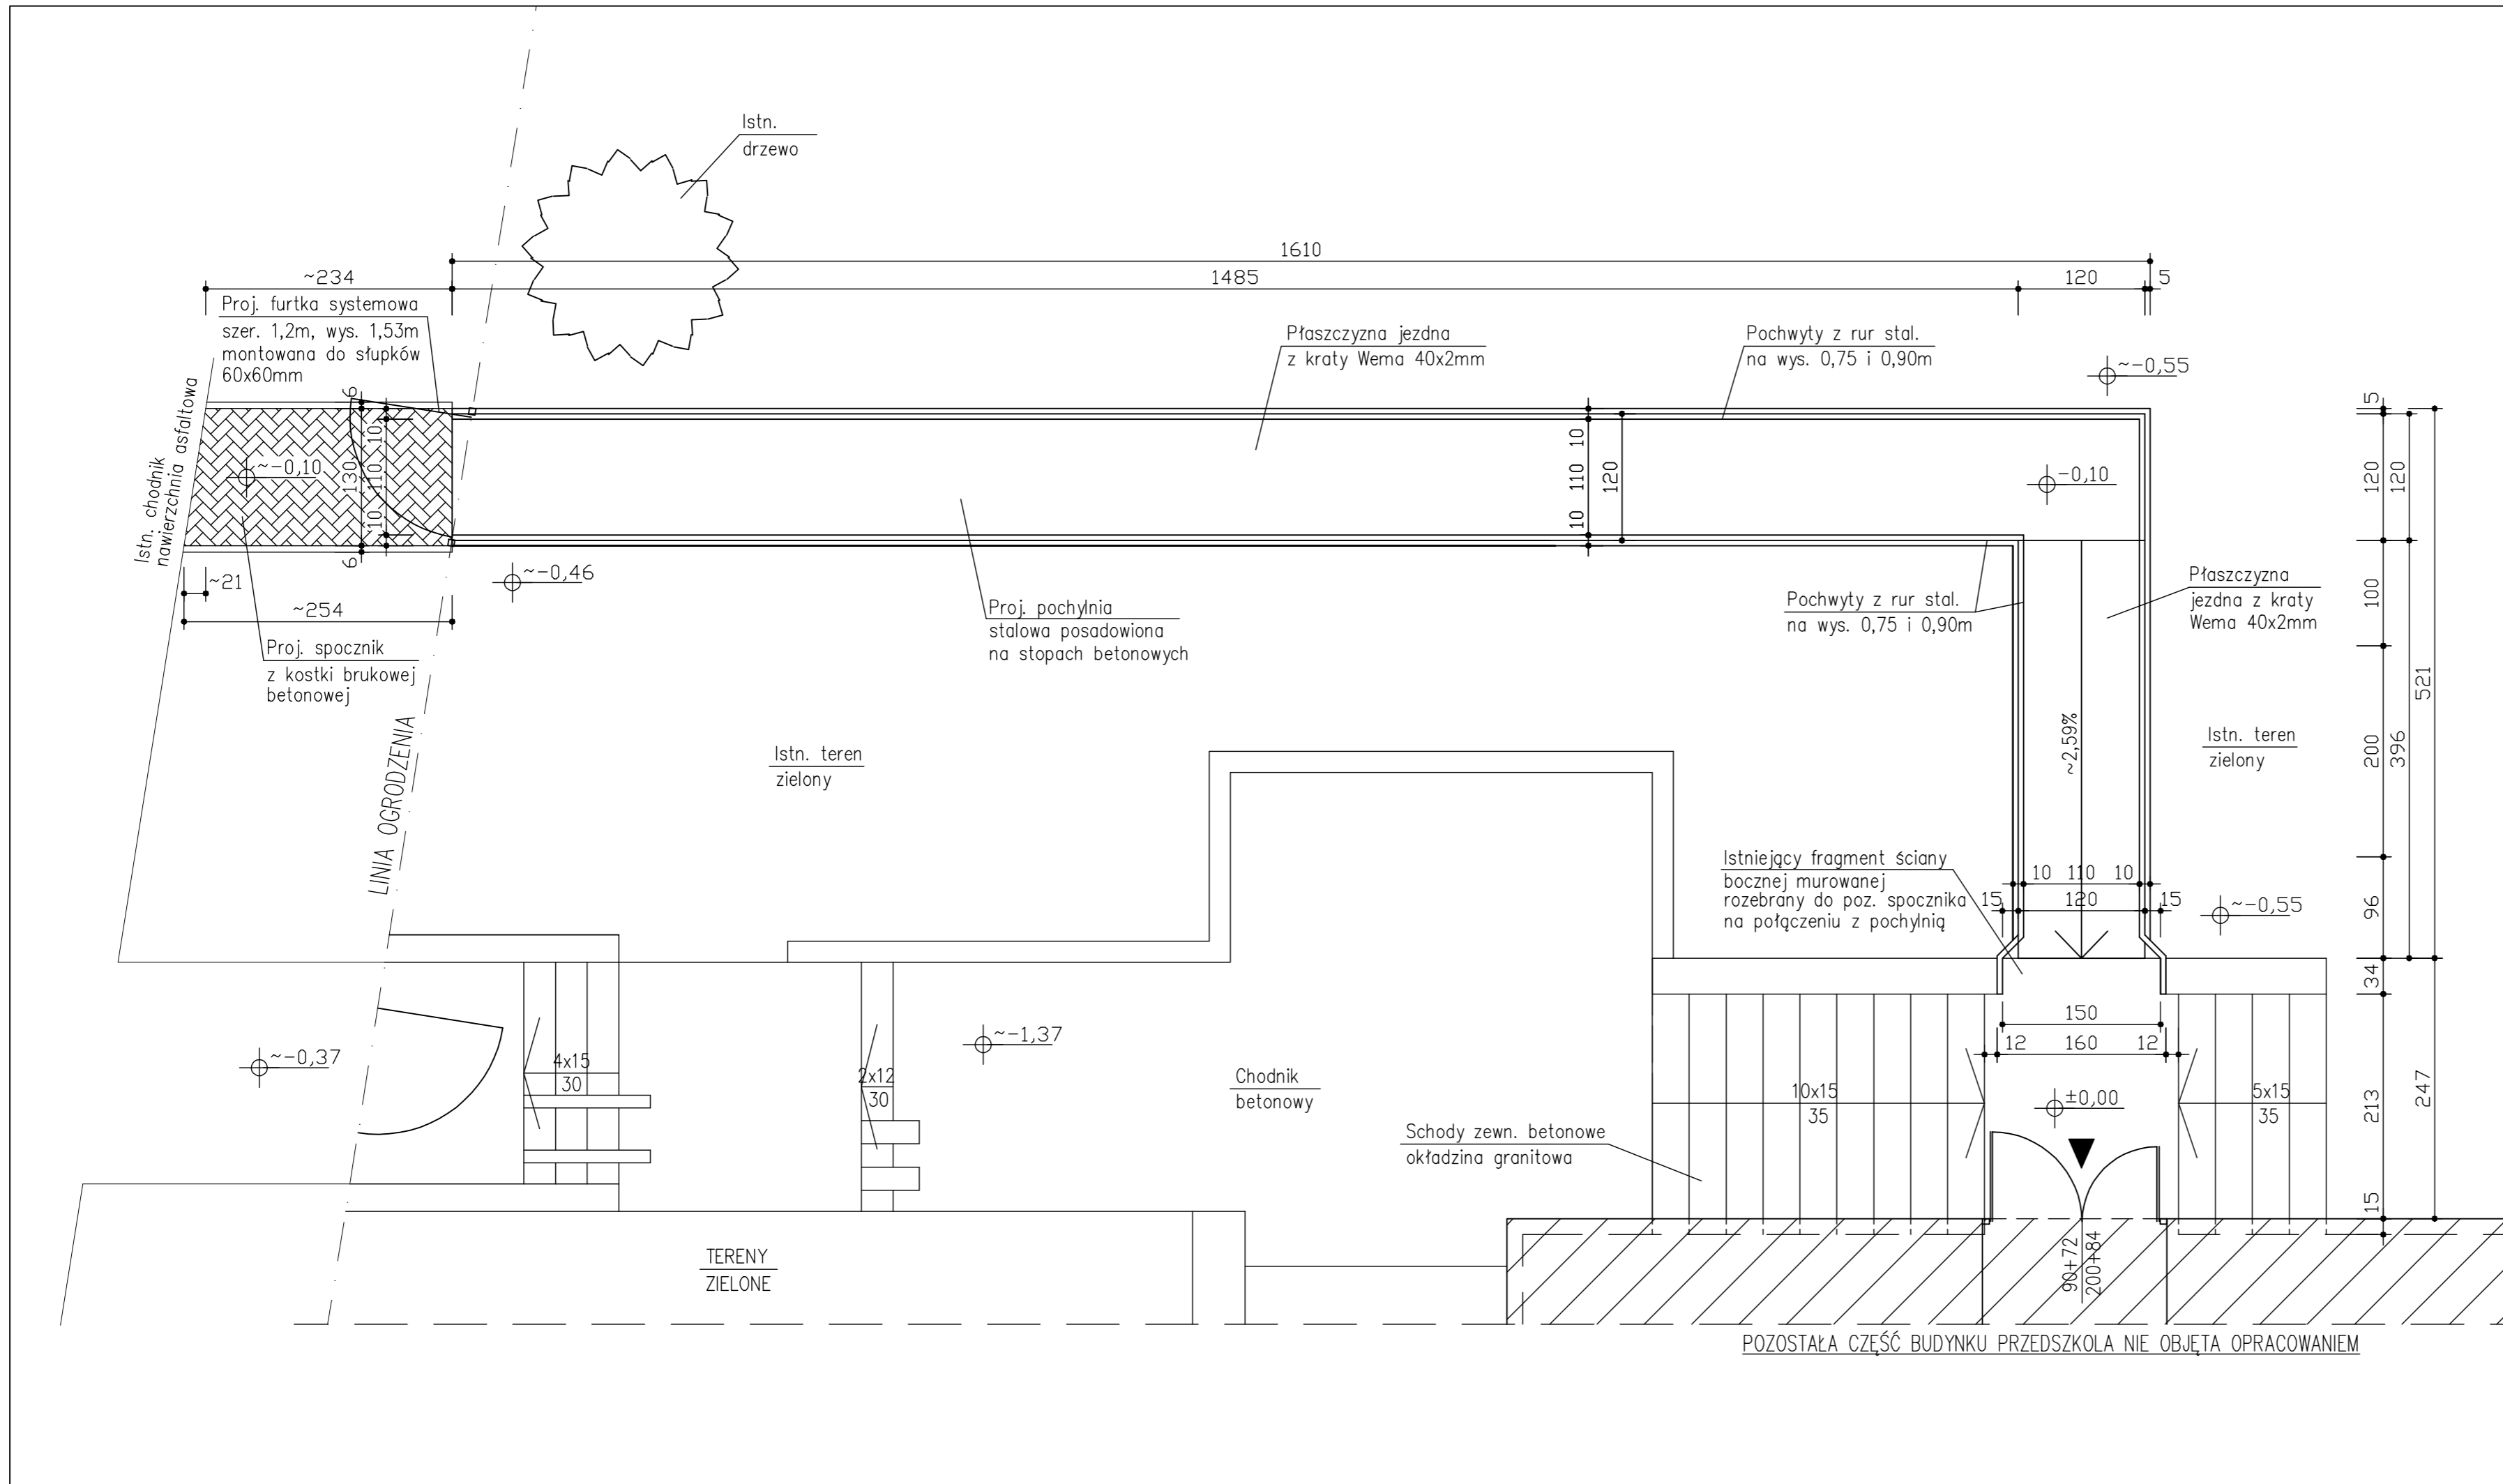 Istn.
drzewo
1610
~234
1485
120
5
Proj. furtka systemowa
szer. 1,2m, wys. 1,53m
montowana do słupków
60x60mm
Płaszczyzna jezdna
z kraty Wema 40x2mm
Pochwyty z rur stal.
na wys. 0,75 i 0,90m
~-0,55
Istn. chodnik
nawierzchnia asfaltowa
6
130
6
10
110
10
~-0,10
10
110
10
120
-0,10
5
120
100
200
96
34
213
15
120
396
521
247
~21
~254
~-0,46
Proj. spocznik
z kostki brukowej
betonowej
Proj. pochylnia
stalowa posadowiona
na stopach betonowych
Pochwyty z rur stal.
na wys. 0,75 i 0,90m
Płaszczyzna
jezdna z kraty
Wema 40x2mm
~2,59%
LINIA OGRODZENIA
Istn. teren
zielony
Istn. teren
zielony
Istniejący fragment ściany
bocznej murowanej
rozebrany do poz. spocznika
na połączeniu z pochylnią
10 110 10
15 120 15
~-0,55
150
12 160 12
~-0,37
4x15
30
2x12
30
~-1,37
Chodnik
betonowy
Schody zewn. betonowe
okładzina granitowa
10x15
35
±0,00
5x15
35
90+72
200+84
TERENY
ZIELONE
POZOSTAŁA CZĘŚĆ BUDYNKU PRZEDSZKOLA NIE OBJĘTA OPRACOWANIEM